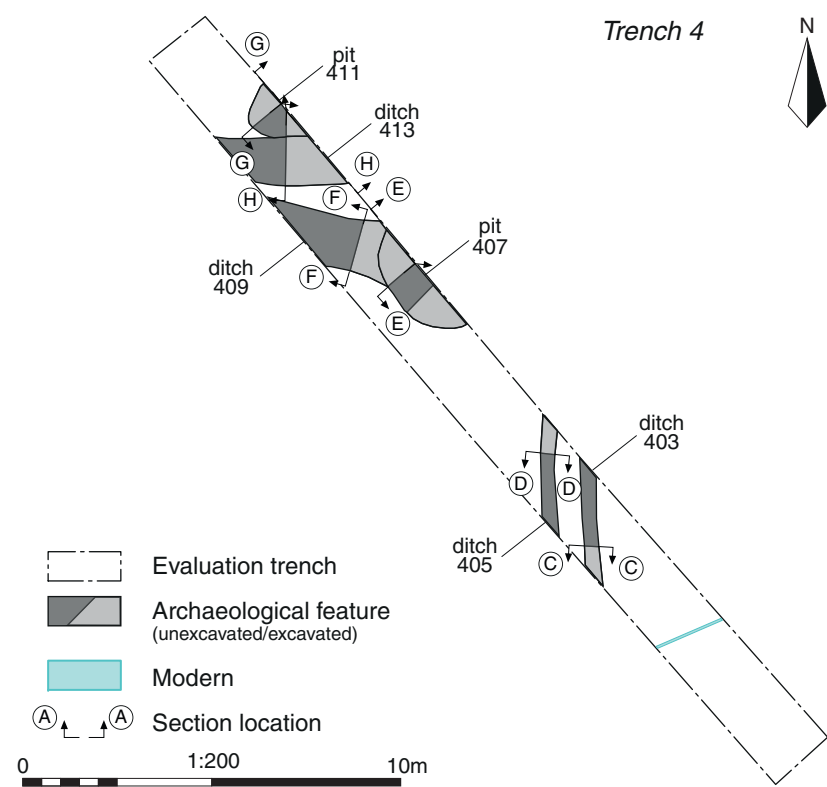 Trench 4
N
G
pit
411
ditch
413
G
H
H
F
E
pit
407
ditch
409
F
E
ditch
403
D
D
ditch
405
C
C
Evaluation trench
Archaeological feature
(unexcavated/excavated)
Modern
A
A
Section location
0
1:200
10m